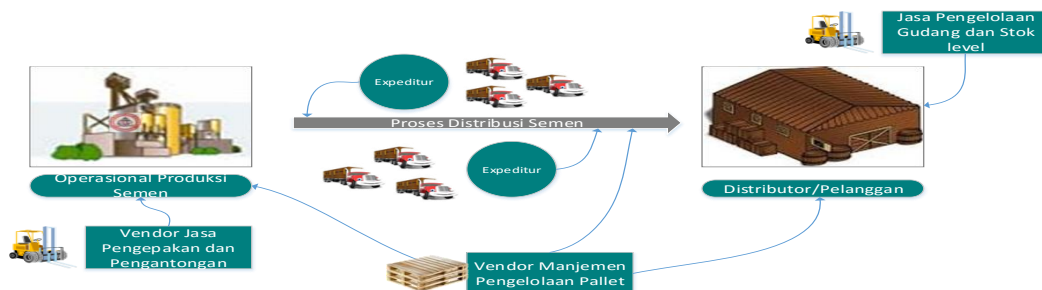 Jasa Pengelolaan
Gudang dan Stok
level
Expeditur
Proses Distribusi Semen
Expeditur
Operasional Produksi
Semen
Distributor/Pelanggan
Vendor Jasa
Pengepakan dan
Pengantongan
Vendor Manjemen
Pengelolaan Pallet